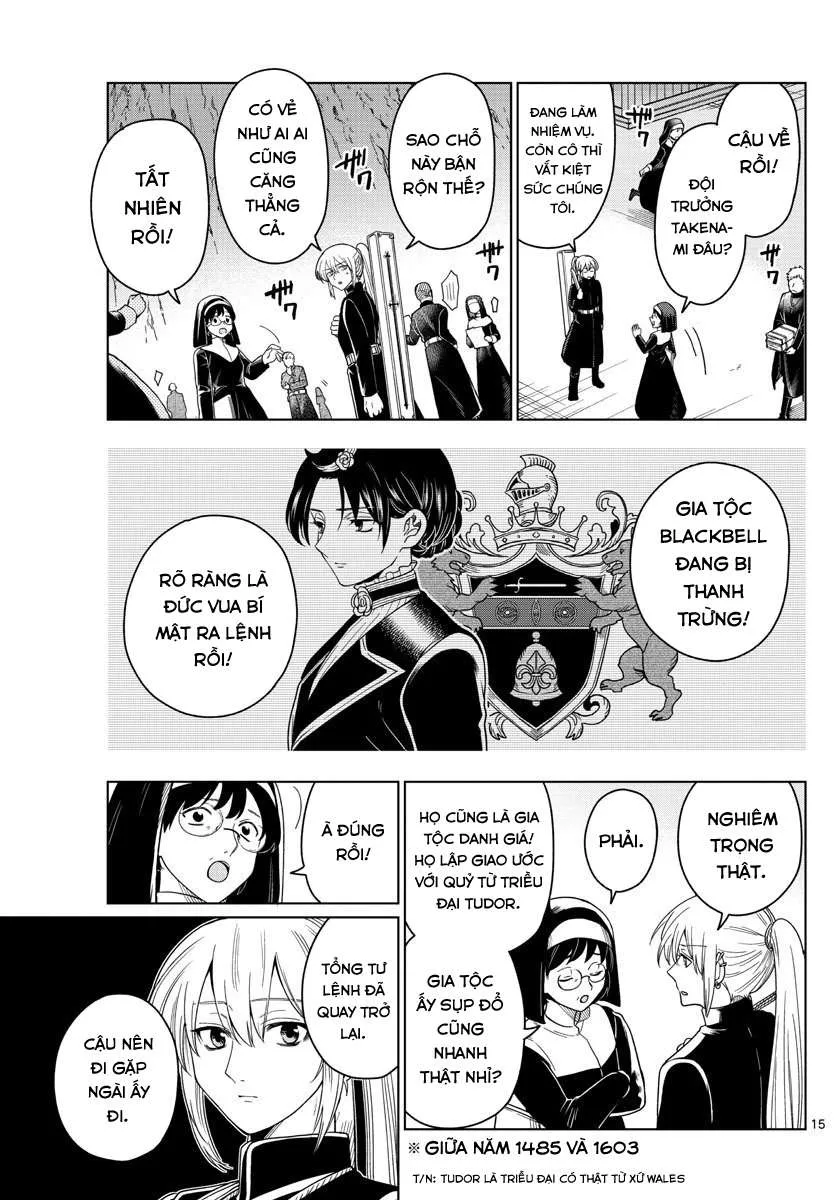 CẬU VỀ
RỒI!
ĐỘI
TRƯỞNG
TAKENA-
MI ĐÂU?
ĐANG LÀM
NHIỆM VỤ.
CÒN CÔ THÌ
VẮT KIỆT
SỨC CHÚNG
TÔI.
SAO CHỖ
NÀY BẬN
RỘN THẾ?
CÓ VẺ
NHƯ AI AI
CŨNG
CĂNG
THẲNG
CẢ.
TẤT
NHIÊN
RỒI!
GIA TỘC
BLACKBELL
ĐANG BỊ
THANH
TRỪNG!
RÕ RÀNG LÀ
ĐỨC VUA BÍ
MẬT RA LỆNH
RỒI!
NGHIÊM
TRỌNG
THẬT.
PHẢI.
HỌ CŨNG LÀ GIA
TỘC DANH GIÁ!
HỌ LẬP GIAO ƯỚC
VỚI QUỶ TỪ TRIỀU
ĐẠI TUDOR.
GIA TỘC
ẤY SỤP ĐỔ
CŨNG
NHANH
THẬT NHỈ?
※ GIỮA NĂM 1485 VÀ 1603
T/N: TUDOR LÀ TRIỀU ĐẠI CÓ THẬT TỪ XỨ WALES
À ĐÚNG
RỒI!
TỔNG TƯ
LỆNH ĐÃ
QUAY TRỞ
LẠI.
CẬU NÊN
ĐI GẶP
NGÀI ẤY
ĐI.
15